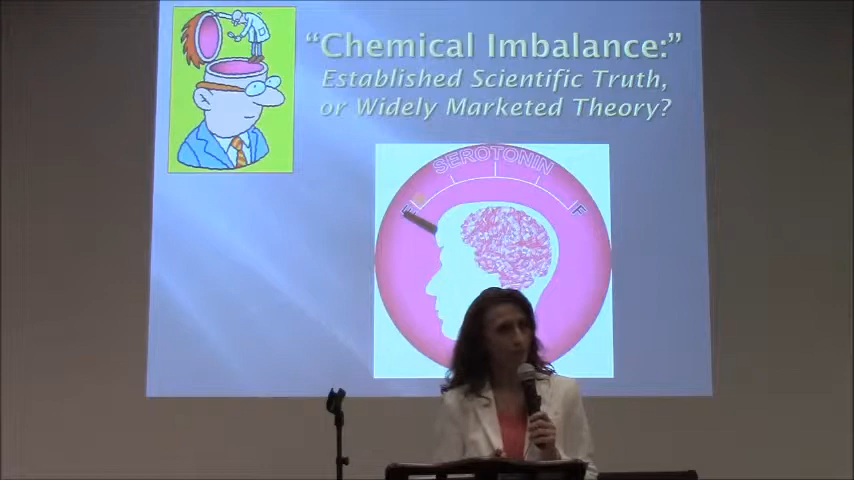 "Chemical Imbalance:"
Established Scientific Truth,
or Widely Marketed Theory?
SEROTONIN
E
F